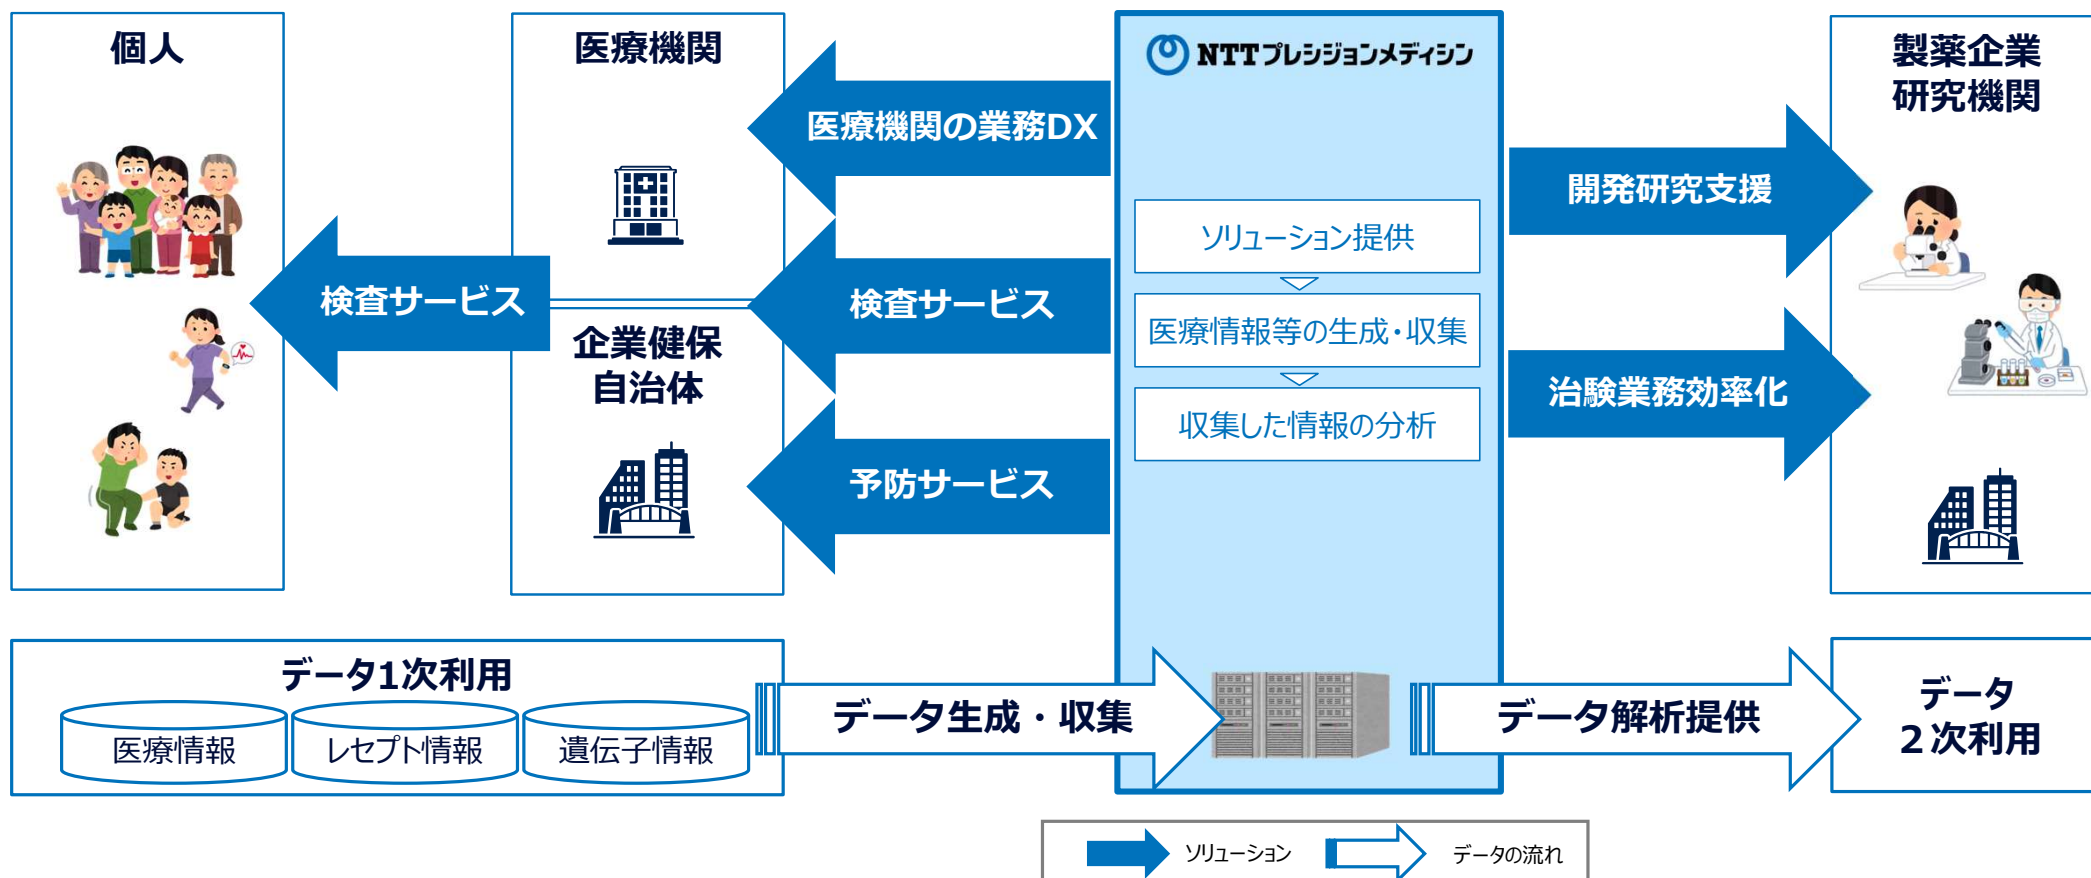 個人
医療機関
NTTプレシジョンメディシン
製薬企業
研究機関
医療機関の業務DX
開発研究支援
ソリューション提供
検査サービス
検査サービス
医療情報等の生成・収集
企業健保
自治体
治験業務効率化
収集した情報の分析
予防サービス
データ1次利用
医療情報
レセプト情報
遺伝子情報
データ生成・収集
データ解析提供
データ
２次利用
ソリューション
データの流れ